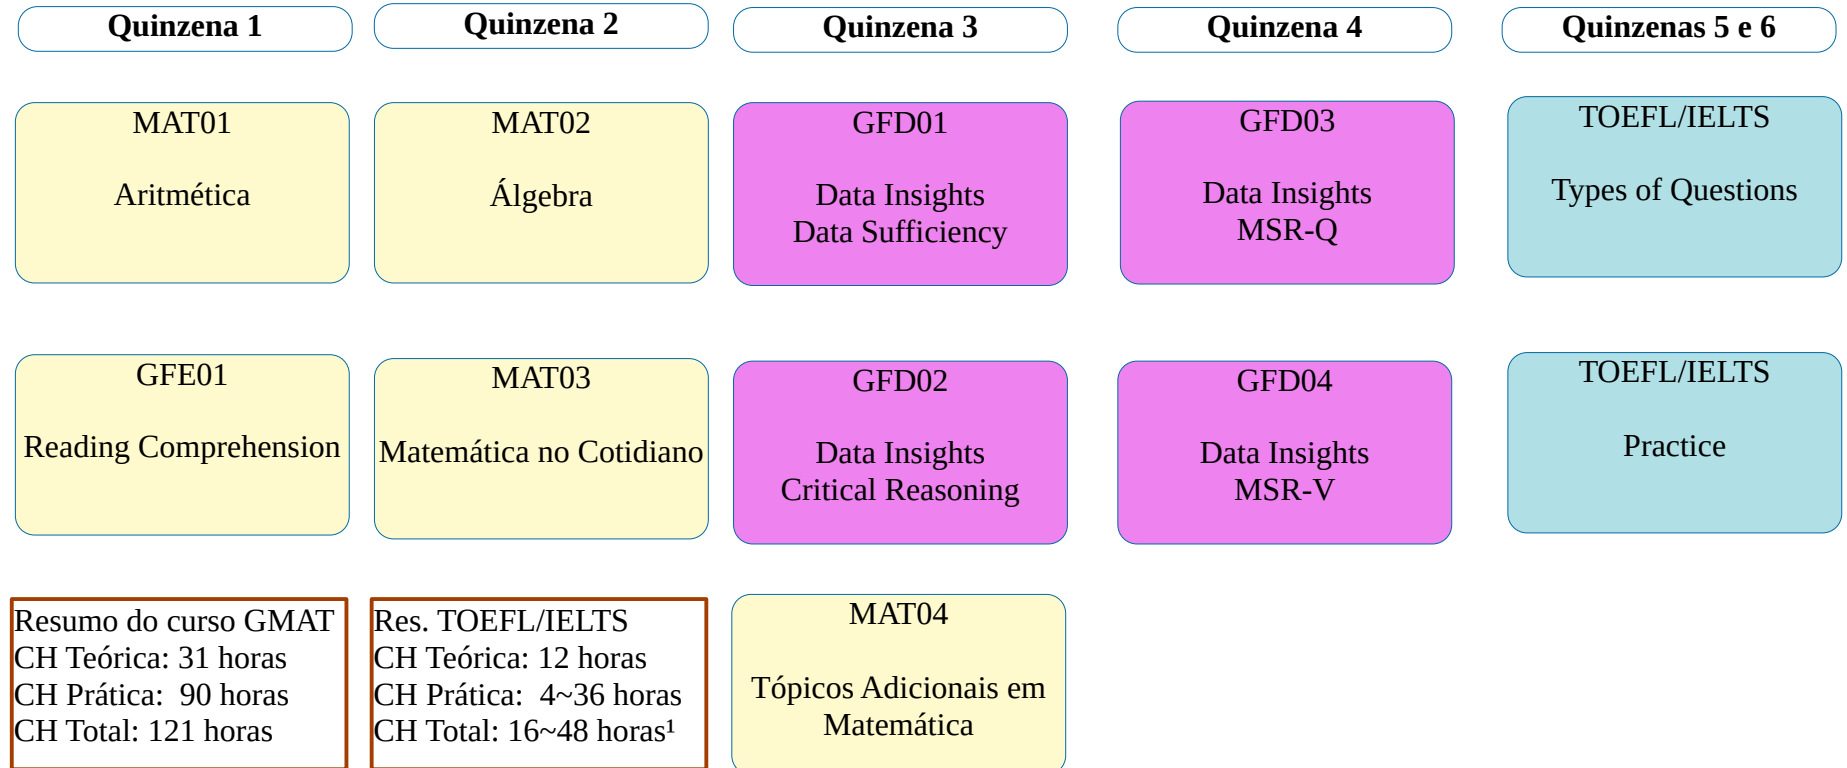 Quinzena 1
Quinzena 2
Quinzena 3
Quinzena 4
Quinzenas 5 e 6
MAT01
Aritmética
MAT02
Álgebra
GFD01
Data Insights
Data Sufficiency
GFD03
Data Insights
MSR-Q
TOEFL/IELTS
Types of Questions
GFE01
Reading Comprehension
MAT03
Matemática no Cotidiano
GFD02
Data Insights
Critical Reasoning
GFD04
Data Insights
MSR-V
TOEFL/IELTS
Practice
Resumo do curso GMAT
CH Teórica: 31 horas
CH Prática: 90 horas
CH Total: 121 horas
Res. TOEFL/IELTS
CH Teórica: 12 horas
CH Prática: 4~36 horas
CH Total: 16~48 horas¹
MAT04
Tópicos Adicionais em
Matemática